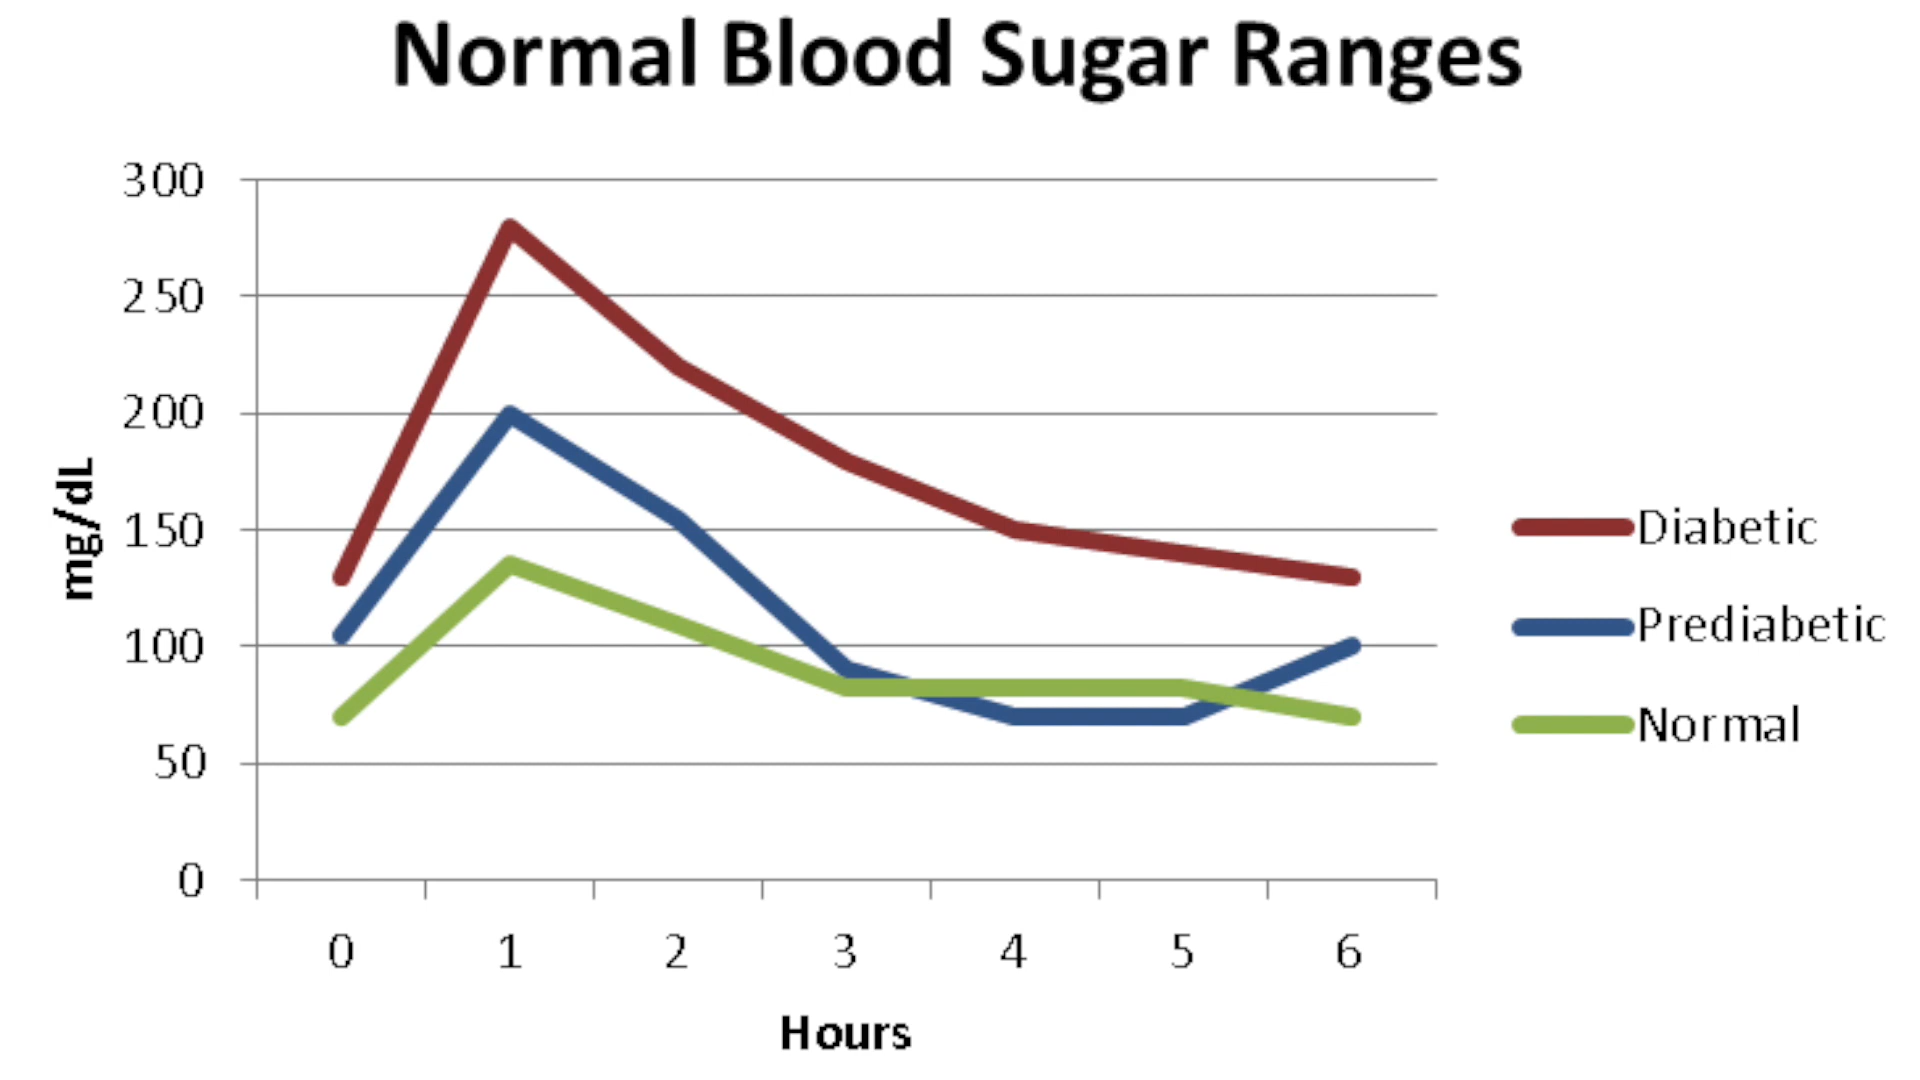 Normal Blood Sugar Ranges
300
250
200
150
100
50
0
mg/dL
0 1 2 3 4 5 6
Hours
Diabetic
Prediabetic
Normal